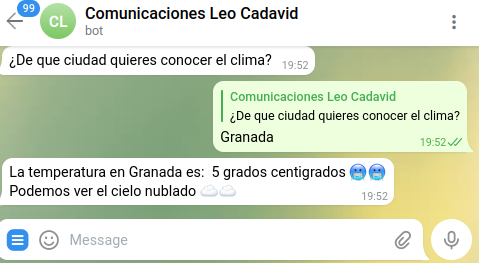 99
Comunicaciones Leo Cadavid
CL
bot
¿De que ciudad quieres conocer el clima?
19:52
Comunicaciones Leo Cadavid
¿De que ciudad quieres conocer el clima?
Granada
19:52
La temperatura en Granada es: 5 grados centigrados 🥶🥶
Podemos ver el cielo nublado ☁️☁️
19:52
Message